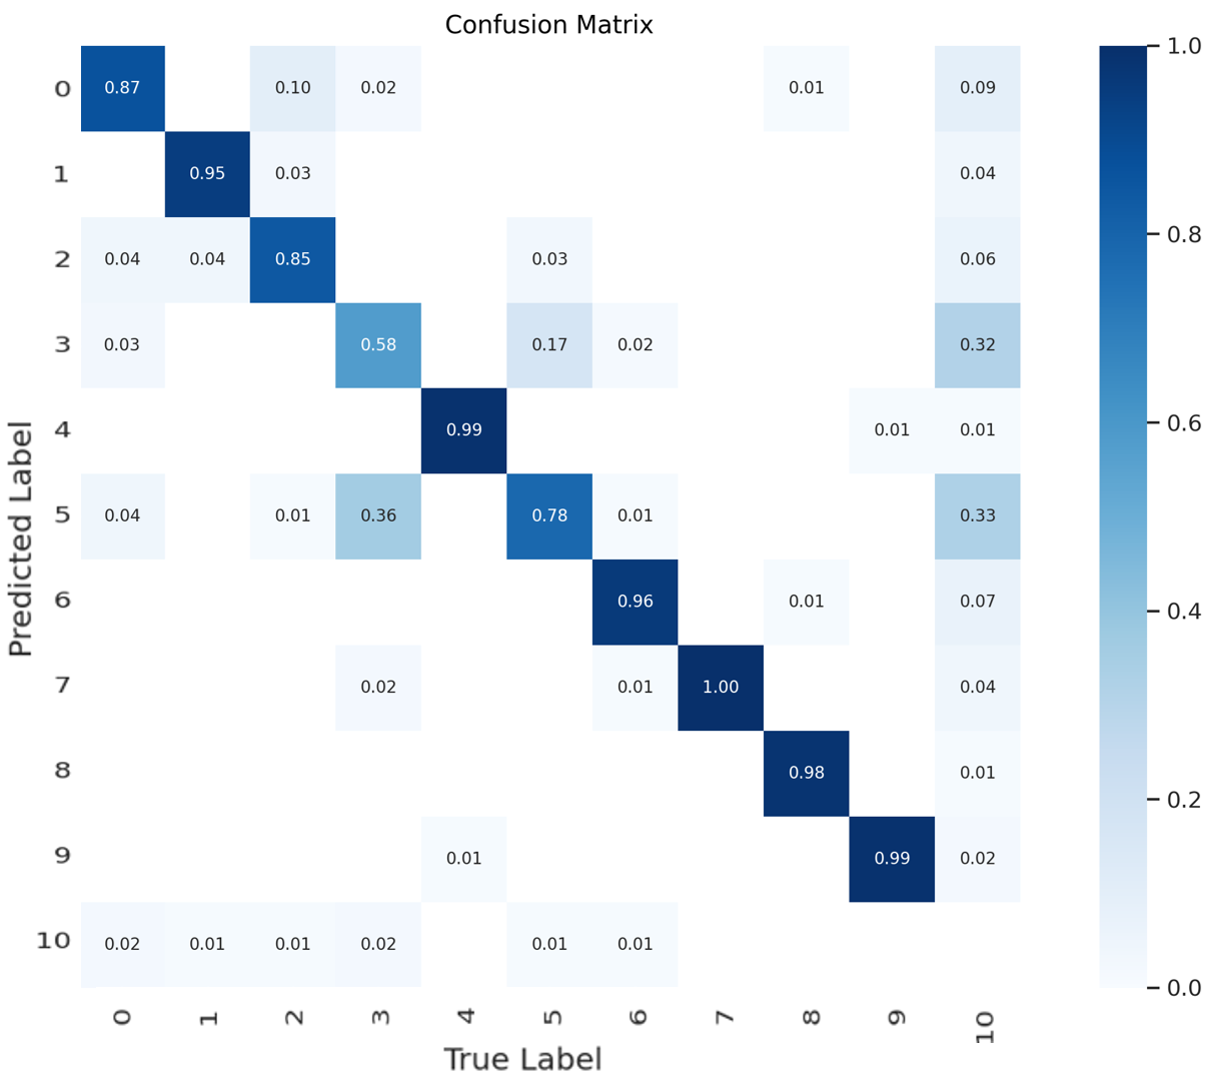 Confusion Matrix
0 0.87 0.10 0.02 0.01 0.09
1 0.95 0.03 0.04
2 0.04 0.04 0.85 0.03 0.06
3 0.03 0.58 0.17 0.02 0.32
4 0.99 0.01 0.01
5 0.04 0.01 0.36 0.78 0.01 0.33
6 0.96 0.01 0.07
7 0.02 0.01 1.00 0.04
8 0.98 0.01
9 0.01 0.99 0.02
10 0.02 0.01 0.01 0.02 0.01 0.01
0 1 2 3 4 5 6 7 8 9 10
True Label
Predicted Label
1.0
0.8
0.6
0.4
0.2
0.0